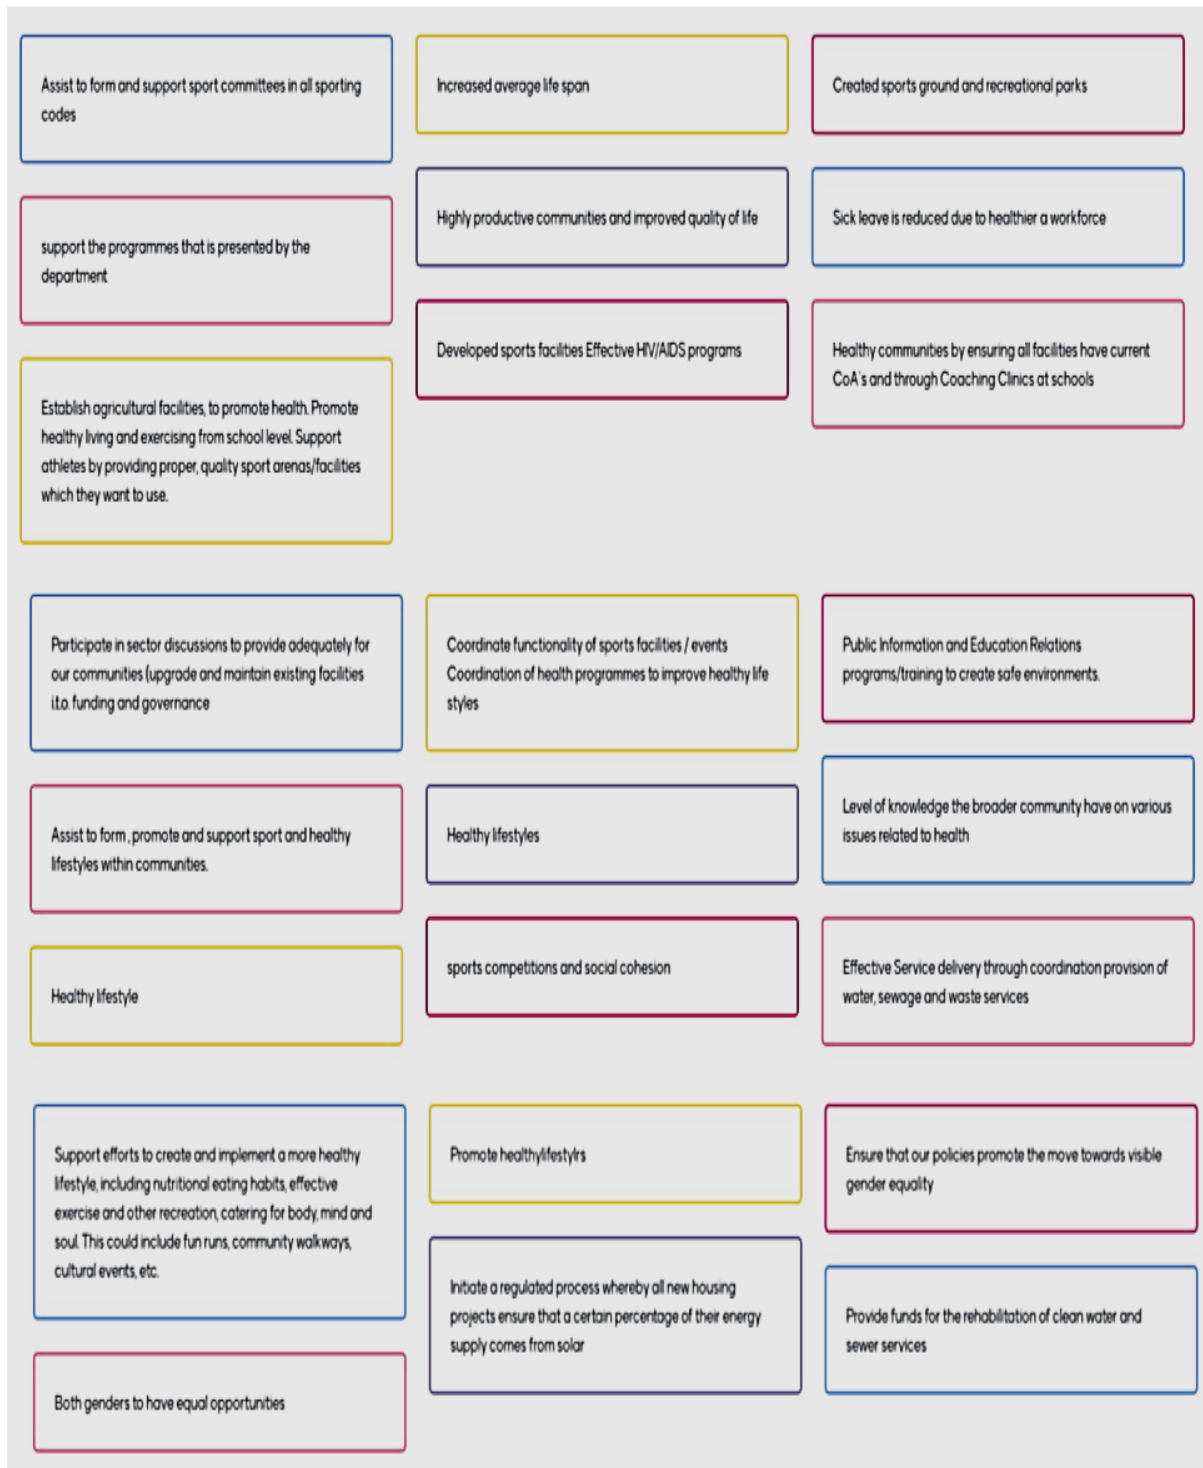 Assist to form and support sport committees in all sporting
codes
support the programmes that is presented by the
department
Establish agricultural facilities, to promote health. Promote
healthy living and exercising from school level. Support
athletes by providing proper, quality sport arenas/facilities
which they want to use.
Increased average life span
Highly productive communities and improved quality of life
Developed sports facilities Effective HIV/AIDS programs
Created sports ground and recreational parks
Sick leave is reduced due to healthier a workforce
Healthy communities by ensuring all facilities have current
CoA's and through Coaching Clinics at schools
Participate in sector discussions to provide adequately for
our communities (upgrade and maintain existing facilities
i.t.o. funding and governance
Assist to form , promote and support sport and healthy
lifestyles within communities.
Healthy lifestyle
Coordinate functionality of sports facilities / events
Coordination of health programmes to improve healthy life
styles
Healthy lifestyles
sports competitions and social cohesion
Public Information and Education Relations
programs/training to create safe environments.
Level of knowledge the broader community have on various
issues related to health
Effective Service delivery through coordination provision of
water, sewage and waste services
Support efforts to create and implement a more healthy
lifestyle, including nutritional eating habits, effective
exercise and other recreation, catering for body, mind and
soul. This could include fun runs, community walkways,
cultural events, etc.
Both genders to have equal opportunities
Promote healthylifestylrs
Initiate a regulated process whereby all new housing
projects ensure that a certain percentage of their energy
supply comes from solar
Ensure that our policies promote the move towards visible
gender equality
Provide funds for the rehabilitation of clean water and
sewer services